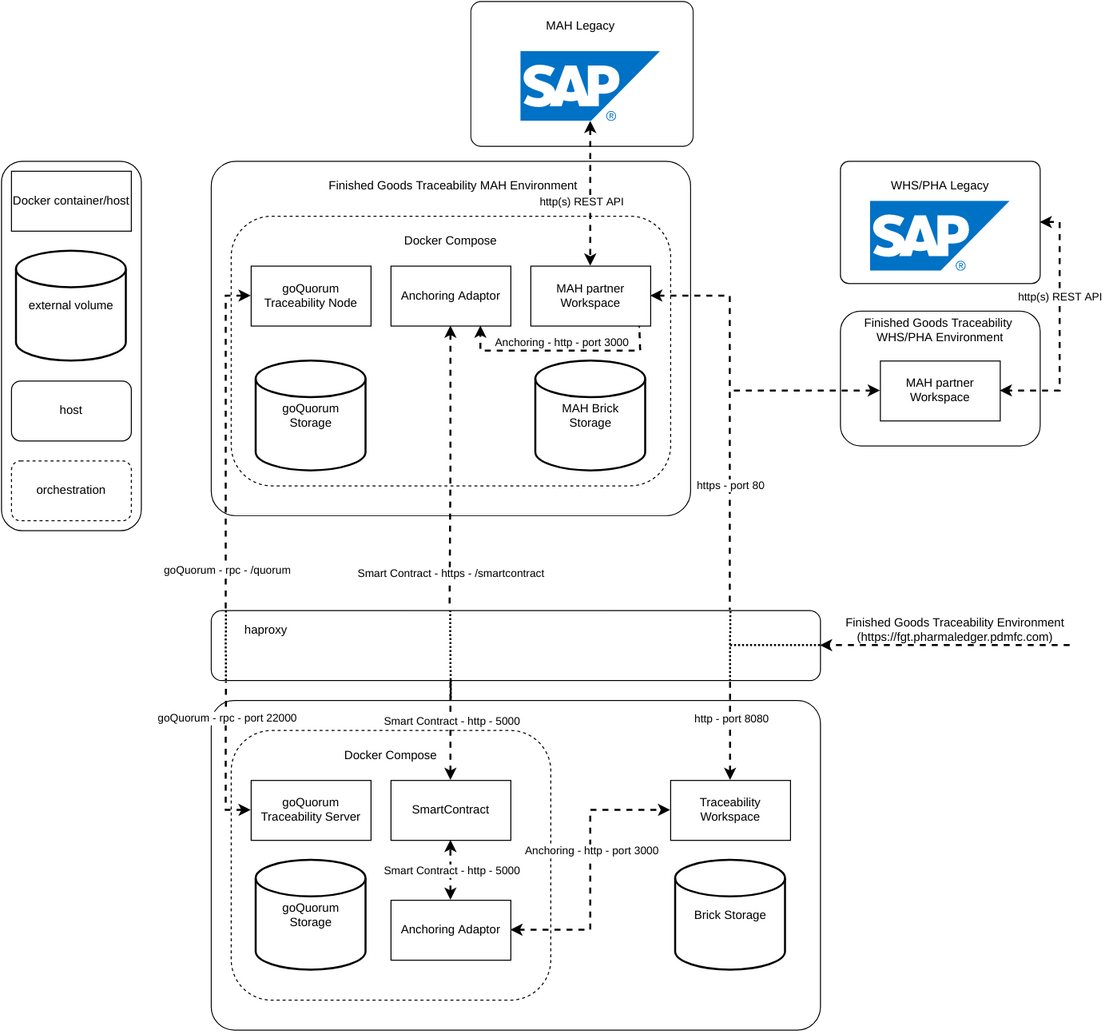 MAH Legacy
SAP
®
Docker container/host
external volume
host
orchestration
Finished Goods Traceability MAH Environment
http(s) REST API
Docker Compose
goQuorum
Traceability Node
Anchoring Adaptor
MAH partner
Workspace
Anchoring - http - port 3000
goQuorum
Storage
MAH Brick
Storage
WHS/PHA Legacy
SAP
®
http(s) REST API
Finished Goods Traceability
WHS/PHA Environment
MAH partner
Workspace
https - port 80
goQuorum - rpc - /quorum
Smart Contract - https - /smartcontract
haproxy
Finished Goods Traceability Environment
(https://fgt.pharmaledger.pdmfc.com)
goQuorum - rpc - port 22000
Smart Contract - http - 5000
http - port 8080
Docker Compose
goQuorum
Traceability Server
SmartContract
Traceability
Workspace
Anchoring - http - port 3000
Smart Contract - http - 5000
goQuorum
Storage
Anchoring Adaptor
Brick Storage